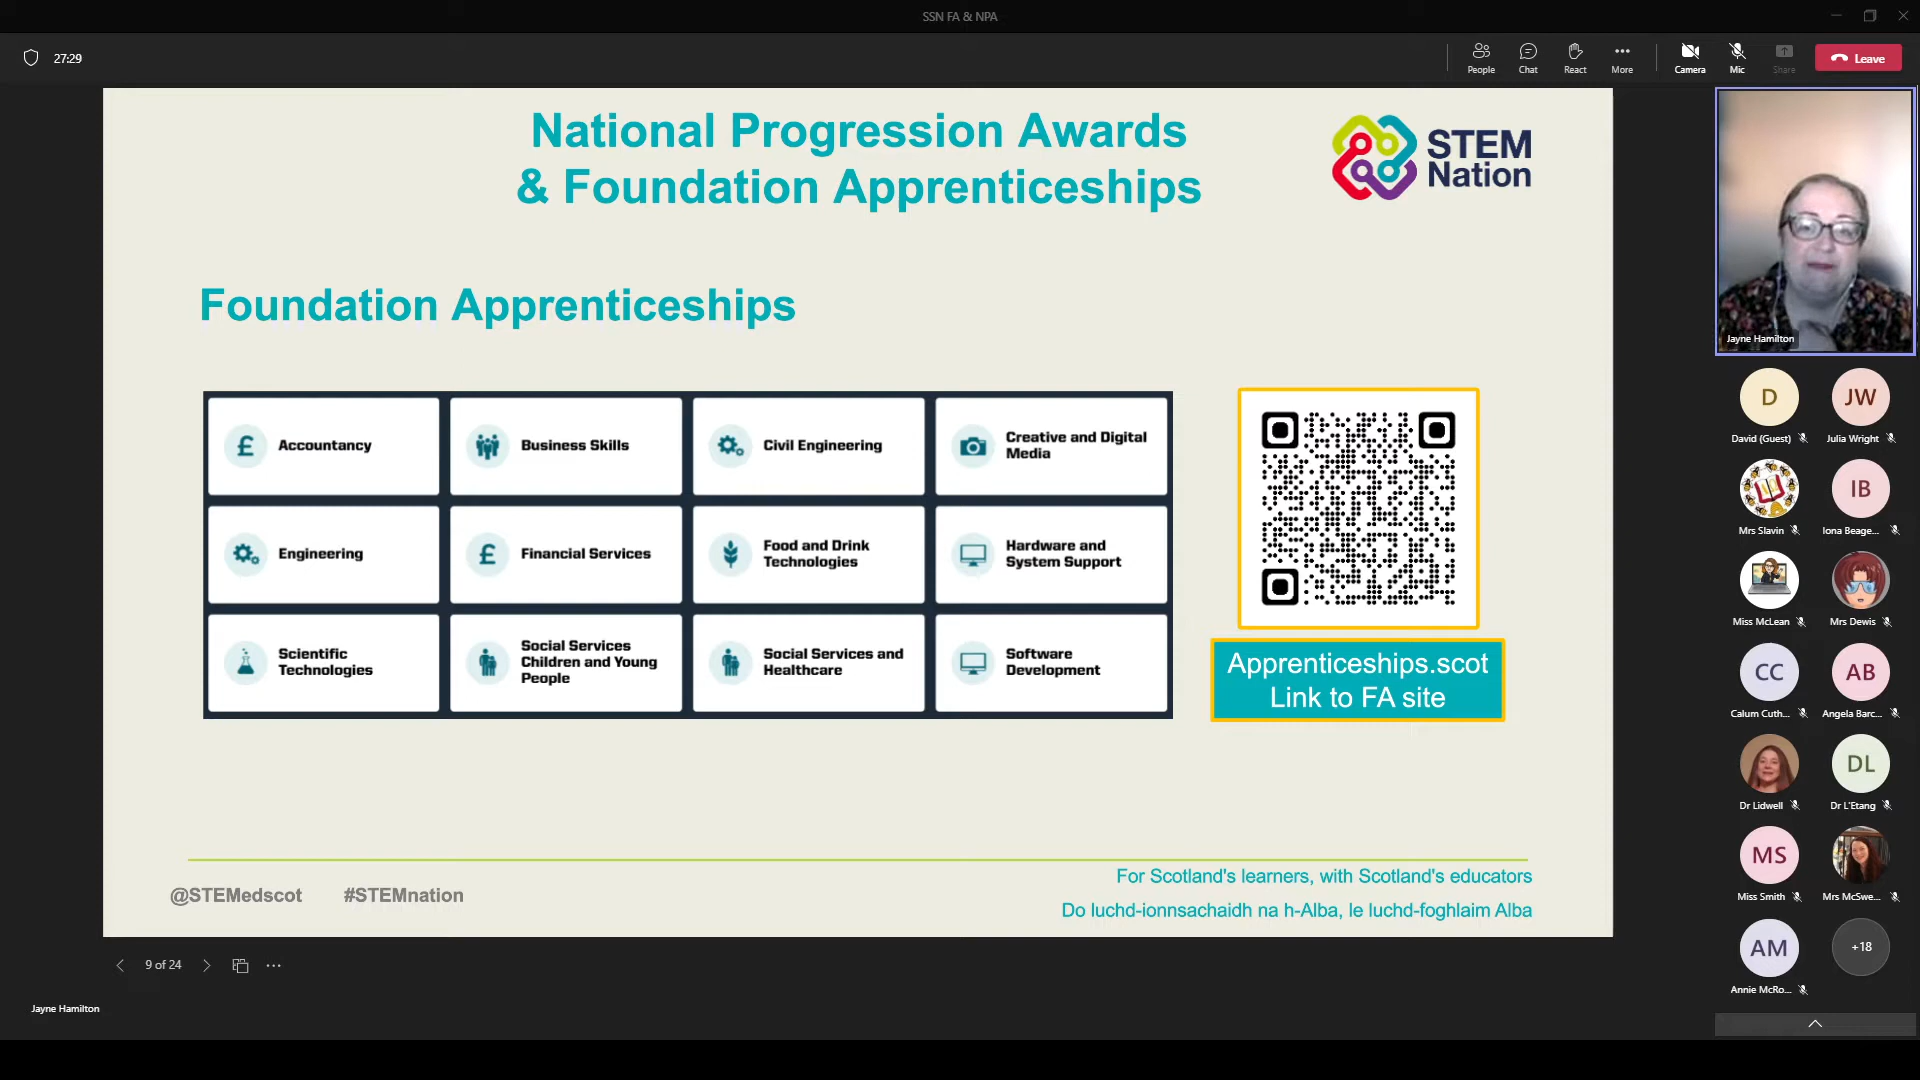 SSN FA & NPA
27:29
People
Chat
React
More
Camera
Mic
Share
Leave
National Progression Awards
& Foundation Apprenticeships
STEM
Nation
Foundation Apprenticeships
Accountancy
Business Skills
Civil Engineering
Creative and Digital
Media
Engineering
Financial Services
Food and Drink
Technologies
Hardware and
System Support
Scientific
Technologies
Social Services
Children and Young
People
Social Services and
Healthcare
Software
Development
Apprenticeships.scot
Link to FA site
@STEMedscot
#STEMnation
For Scotland's learners, with Scotland's educators
Do luchd-ionnsachaidh na h-Alba, le luchd-foghlaim Alba
9 of 24
Jayne Hamilton
Jayne Hamilton
D
JW
David (Guest)
Julia Wright
IB
Mrs Slavin
Iona Beage...
Miss McLean
Mrs Dewis
CC
AB
Calum Cuth...
Angela Barc...
DL
Dr Lidwell
Dr L'Etang
MS
Miss Smith
Mrs McSwe...
AM
+18
Annie McRo...